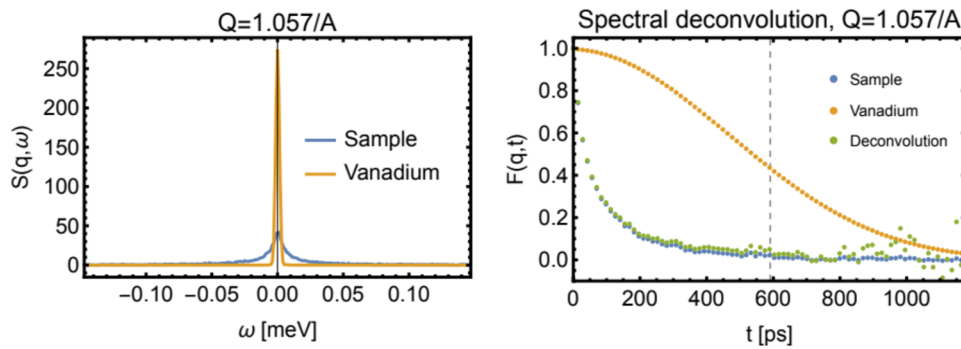 Q=1.057/A
S(q,ω)
250
200
150
100
50
0
Sample
Vanadium
−0.10 −0.05 0.00 0.05 0.10
ω [meV]
Spectral deconvolution, Q=1.057/A
F(q,t)
1.0
0.8
0.6
0.4
0.2
0.0
Sample
Vanadium
Deconvolution
0 200 400 600 800 1000
t [ps]